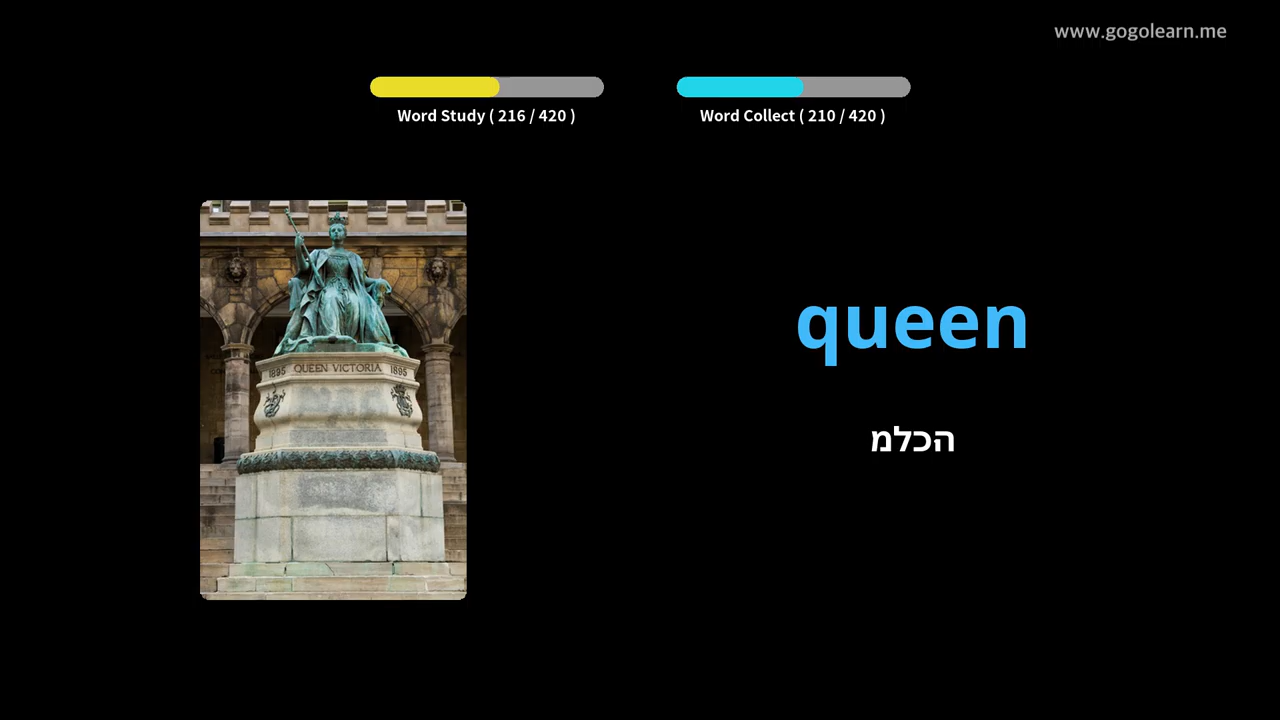 www.gogolearn.me
Word Study ( 216 / 420 )
Word Collect ( 210 / 420 )
1895 QUEEN VICTORIA 1895
queen
הכלמ